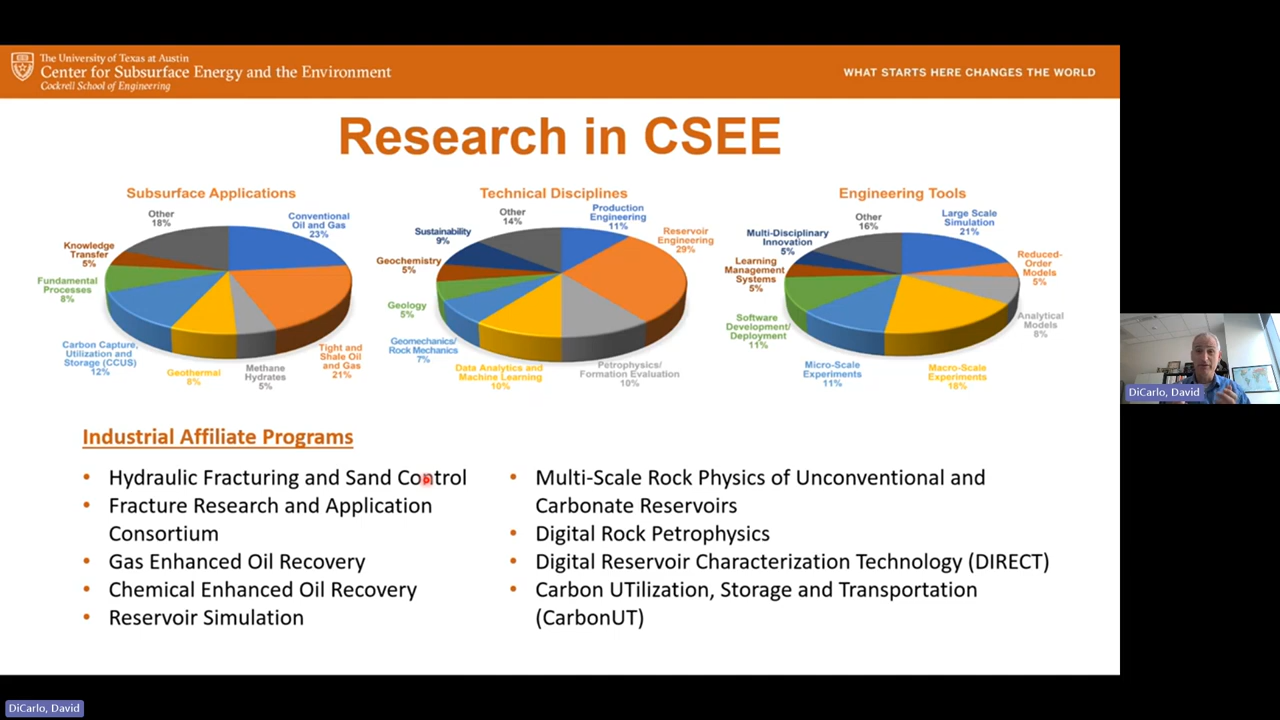 The University of Texas at Austin
Center for Subsurface Energy and the Environment
Cockrell School of Engineering
WHAT STARTS HERE CHANGES THE WORLD
Research in CSEE
Subsurface Applications
Other
18%
Conventional
Oil and Gas
23%
Knowledge
Transfer
5%
Fundamental
Processes
8%
Carbon Capture,
Utilization and
Storage (CCUS)
12%
Geothermal
8%
Methane
Hydrates
5%
Tight and
Shale Oil
and Gas
21%
Technical Disciplines
Other
14%
Production
Engineering
11%
Sustainability
9%
Reservoir
Engineering
29%
Geochemistry
5%
Geology
5%
Geomechanics/
Rock Mechanics
7%
Data Analytics and
Machine Learning
10%
Petrophysics/
Formation Evaluation
10%
Engineering Tools
Other
16%
Large Scale
Simulation
21%
Multi-Disciplinary
Innovation
5%
Reduced-
Order
Models
5%
Learning
Management
Systems
5%
Analytical
Models
8%
Software
Development/
Deployment
11%
Micro-Scale
Experiments
11%
Macro-Scale
Experiments
18%
Industrial Affiliate Programs
• Hydraulic Fracturing and Sand Control
• Fracture Research and Application
Consortium
• Gas Enhanced Oil Recovery
• Chemical Enhanced Oil Recovery
• Reservoir Simulation
• Multi-Scale Rock Physics of Unconventional and
Carbonate Reservoirs
• Digital Rock Petrophysics
• Digital Reservoir Characterization Technology (DIRECT)
• Carbon UTilization, Storage and Transportation
(CarbonUT)
DiCarlo, David
DiCarlo, David